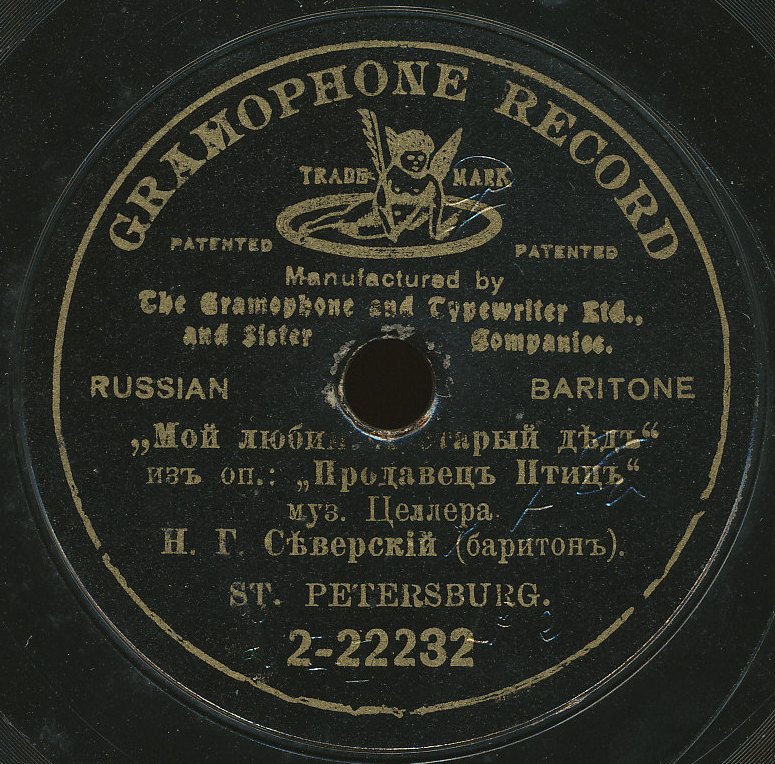 GRAMOPHONE RECORD
TRADE MARK
PATENTED PATENTED
Manufactured by
The Gramophone and Typewriter Ltd.,
and Sister Companies.
RUSSIAN BARITONE
„Мой старый дѣдъ“
изъ оп.: „Продавецъ Птицъ“
муз. Целлера
Н. Г. Сѣверскій (баритонъ).
ST. PETERSBURG.
2-22232